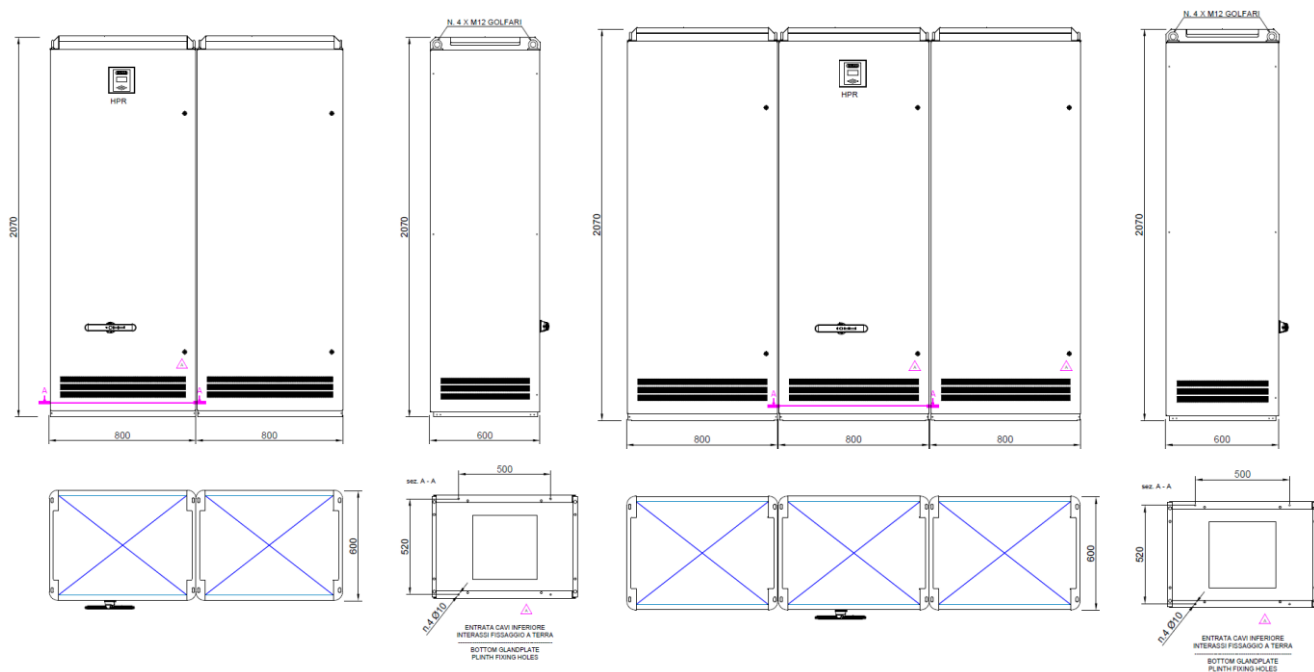 N. 4 X M12 GOLFARI
HPR
2070
2070
A
A
A
800
800
600
sez. A - A
500
600
520
n.4 Ø10
A
ENTRATA CAVI INFERIORE
INTERASSI FISSAGGIO A TERRA
BOTTOM GLANDPLATE
PLINTH FIXING HOLES
N. 4 X M12 GOLFARI
HPR
2070
2070
A
A
A
A
800
800
800
600
sez. A - A
500
600
520
n.4 Ø10
A
ENTRATA CAVI INFERIORE
INTERASSI FISSAGGIO A TERRA
BOTTOM GLANDPLATE
PLINTH FIXING HOLES